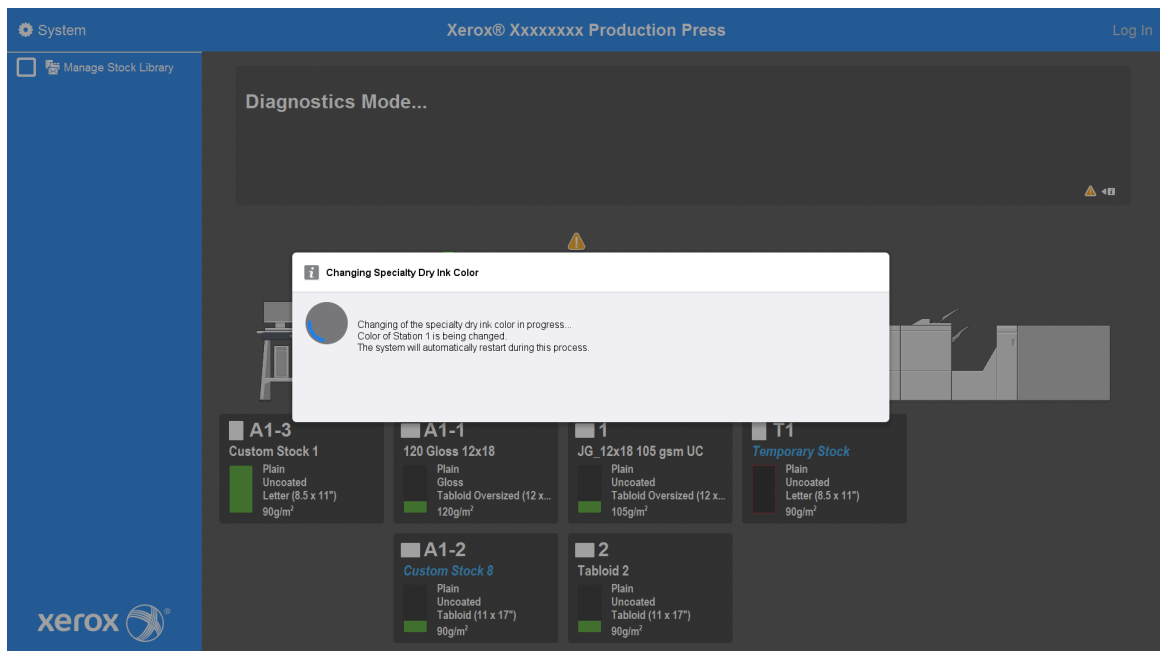 System
Xerox® Xxxxxxxx Production Press
Log In
Manage Stock Library
Diagnostics Mode...
Changing Specialty Dry Ink Color
Changing of the specialty dry ink color in progress...
Color of Station 1 is being changed.
The system will automatically restart during this process.
A1-3
Custom Stock 1
Plain
Uncoated
Letter (8.5 x 11")
90g/m²
A1-1
120 Gloss 12x18
Plain
Gloss
Tabloid Oversized (12 x...
120g/m²
1
JG_12x18 105 gsm UC
Plain
Uncoated
Tabloid Oversized (12 x...
105g/m²
T1
Temporary Stock
Plain
Uncoated
Letter (8.5 x 11")
90g/m²
A1-2
Custom Stock 8
Plain
Uncoated
Tabloid (11 x 17")
90g/m²
2
Tabloid 2
Plain
Uncoated
Tabloid (11 x 17")
90g/m²
xerox®